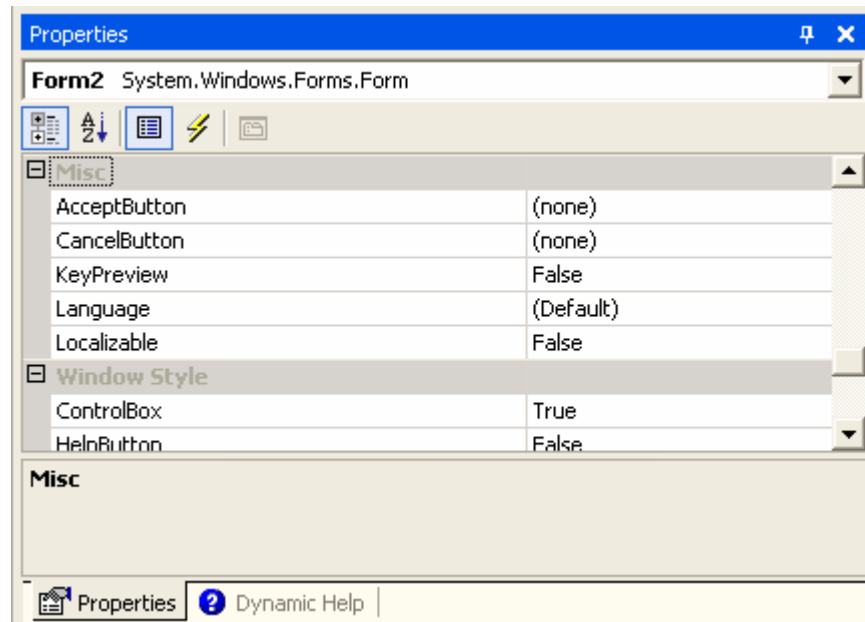 Properties
Form2 System.Windows.Forms.Form
Misc
AcceptButton (none)
CancelButton (none)
KeyPreview False
Language (Default)
Localizable False
Window Style
ControlBox True
HelpButton False
Misc
Properties Dynamic Help